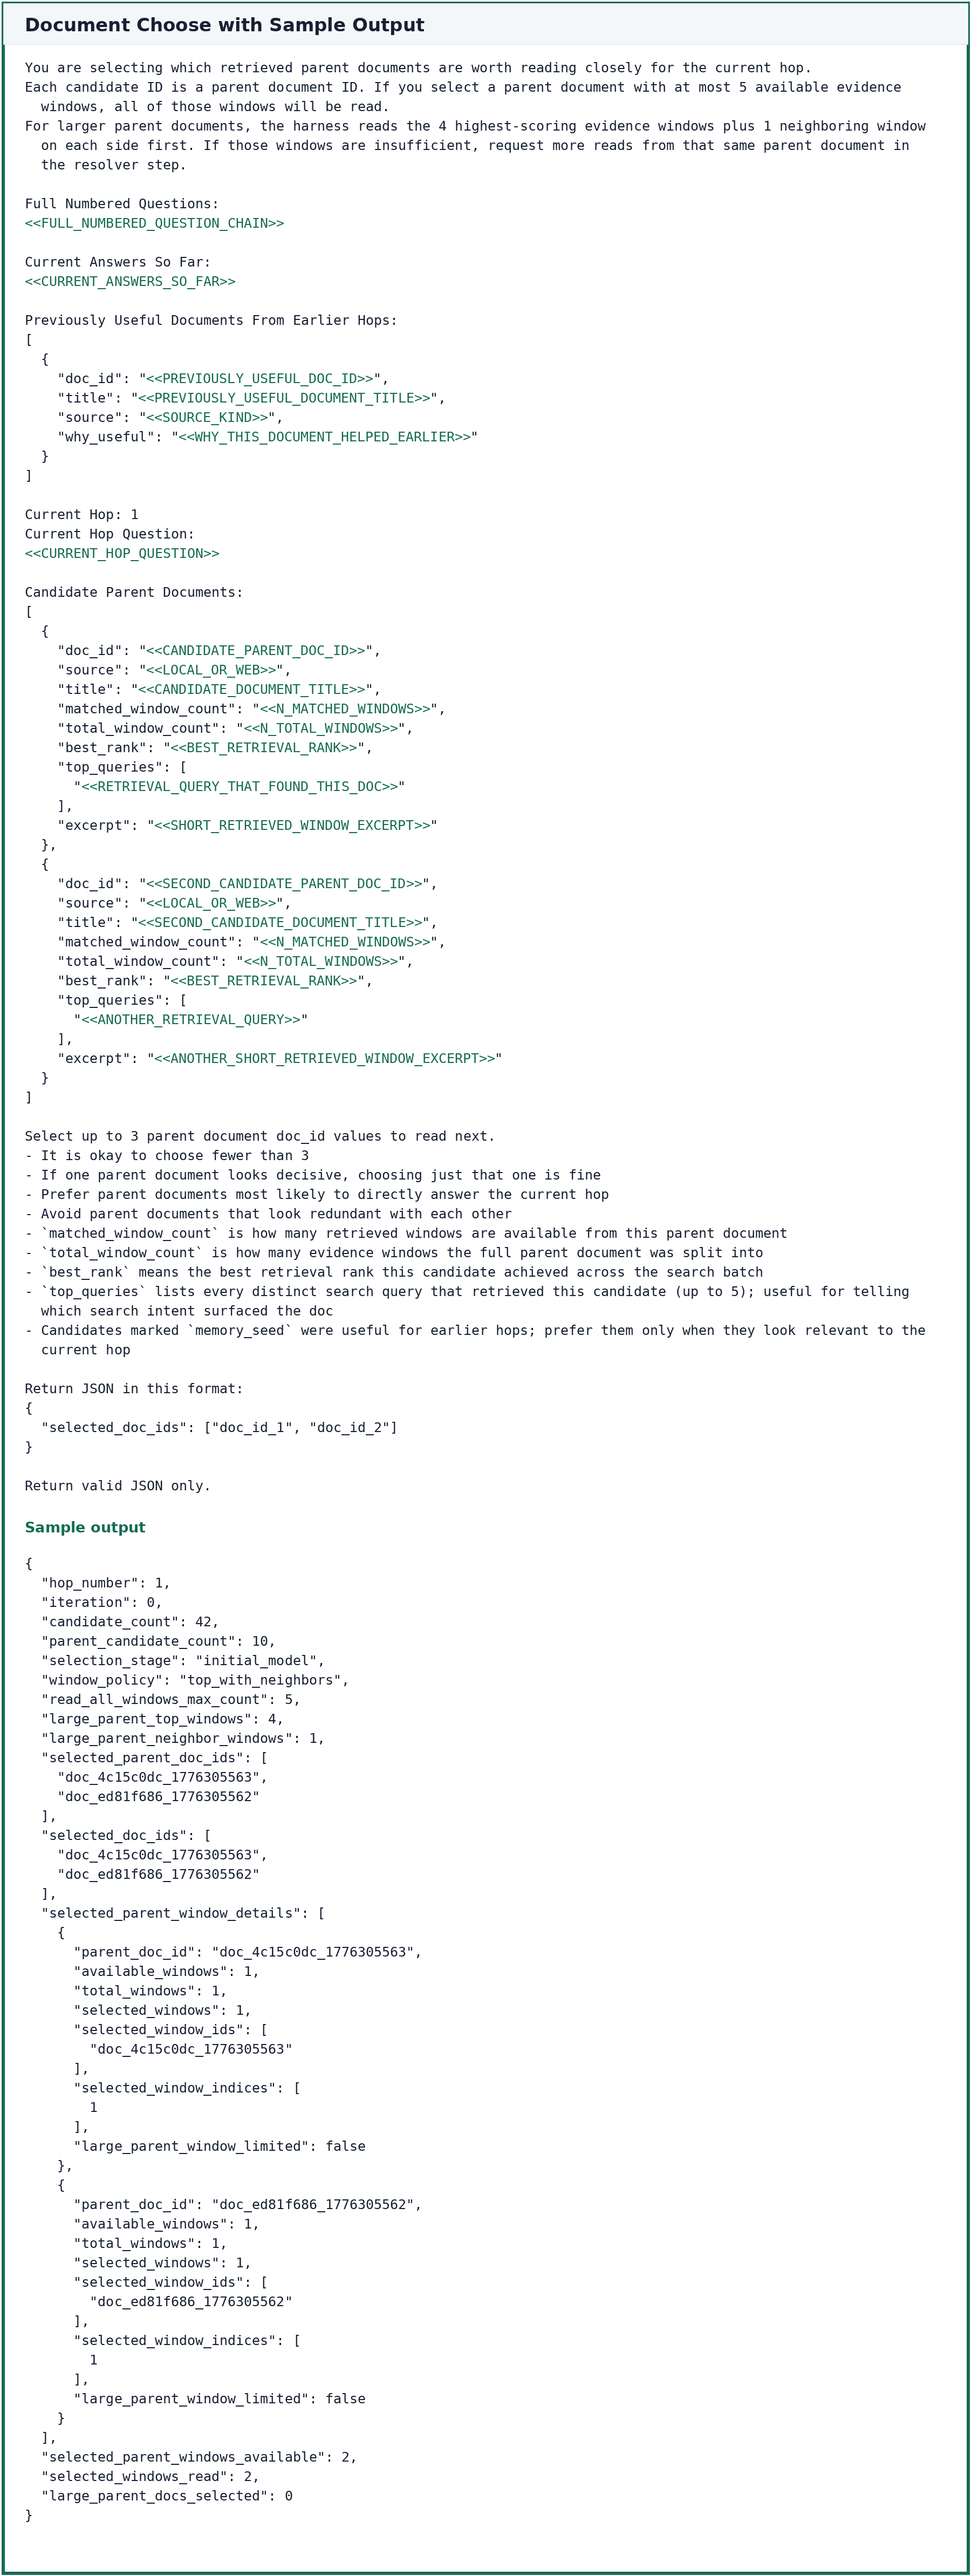 Document Choose with Sample Output
You are selecting which retrieved parent documents are worth reading closely for the current hop.
Each candidate ID is a parent document ID. If you select a parent document with at most 5 available evidence
  windows, all of those windows will be read.
For larger parent documents, the harness reads the 4 highest-scoring evidence windows plus 1 neighboring window
  on each side first. If those windows are insufficient, request more reads from that same parent document in
  the resolver step.

Full Numbered Questions:
<<FULL_NUMBERED_QUESTION_CHAIN>>

Current Answers So Far:
<<CURRENT_ANSWERS_SO_FAR>>

Previously Useful Documents From Earlier Hops:
[
  {
    "doc_id": "<<PREVIOUSLY_USEFUL_DOC_ID>>",
    "title": "<<PREVIOUSLY_USEFUL_DOCUMENT_TITLE>>",
    "source": "<<SOURCE_KIND>>",
    "why_useful": "<<WHY_THIS_DOCUMENT_HELPED_EARLIER>>"
  }
]

Current Hop: 1
Current Hop Question:
<<CURRENT_HOP_QUESTION>>

Candidate Parent Documents:
[
  {
    "doc_id": "<<CANDIDATE_PARENT_DOC_ID>>",
    "source": "<<LOCAL_OR_WEB>>",
    "title": "<<CANDIDATE_DOCUMENT_TITLE>>",
    "matched_window_count": "<<N_MATCHED_WINDOWS>>",
    "total_window_count": "<<N_TOTAL_WINDOWS>>",
    "best_rank": "<<BEST_RETRIEVAL_RANK>>",
    "top_queries": [
      "<<RETRIEVAL_QUERY_THAT_FOUND_THIS_DOC>>"
    ],
    "excerpt": "<<SHORT_RETRIEVED_WINDOW_EXCERPT>>"
  },
  {
    "doc_id": "<<SECOND_CANDIDATE_PARENT_DOC_ID>>",
    "source": "<<LOCAL_OR_WEB>>",
    "title": "<<SECOND_CANDIDATE_DOCUMENT_TITLE>>",
    "matched_window_count": "<<N_MATCHED_WINDOWS>>",
    "total_window_count": "<<N_TOTAL_WINDOWS>>",
    "best_rank": "<<BEST_RETRIEVAL_RANK>>",
    "top_queries": [
      "<<ANOTHER_RETRIEVAL_QUERY>>"
    ],
    "excerpt": "<<ANOTHER_SHORT_RETRIEVED_WINDOW_EXCERPT>>"
  }
]

Select up to 3 parent document doc_id values to read next.
- It is okay to choose fewer than 3
- If one parent document looks decisive, choosing just that one is fine
- Prefer parent documents most likely to directly answer the current hop
- Avoid parent documents that look redundant with each other
- `matched_window_count` is how many retrieved windows are available from this parent document
- `total_window_count` is how many evidence windows the full parent document was split into
- `best_rank` means the best retrieval rank this candidate achieved across the search batch
- `top_queries` lists every distinct search query that retrieved this candidate (up to 5); useful for telling
  which search intent surfaced the doc
- Candidates marked `memory_seed` were useful for earlier hops; prefer them only when they look relevant to the
  current hop

Return JSON in this format:
{
  "selected_doc_ids": ["doc_id_1", "doc_id_2"]
}

Return valid JSON only.

Sample output

{
  "hop_number": 1,
  "iteration": 0,
  "candidate_count": 42,
  "parent_candidate_count": 10,
  "selection_stage": "initial_model",
  "window_policy": "top_with_neighbors",
  "read_all_windows_max_count": 5,
  "large_parent_top_windows": 4,
  "large_parent_neighbor_windows": 1,
  "selected_parent_doc_ids": [
    "doc_4c15c0dc_1776305563",
    "doc_ed81f686_1776305562"
  ],
  "selected_doc_ids": [
    "doc_4c15c0dc_1776305563",
    "doc_ed81f686_1776305562"
  ],
  "selected_parent_window_details": [
    {
      "parent_doc_id": "doc_4c15c0dc_1776305563",
      "available_windows": 1,
      "total_windows": 1,
      "selected_windows": 1,
      "selected_window_ids": [
        "doc_4c15c0dc_1776305563"
      ],
      "selected_window_indices": [
        1
      ],
      "large_parent_window_limited": false
    },
    {
      "parent_doc_id": "doc_ed81f686_1776305562",
      "available_windows": 1,
      "total_windows": 1,
      "selected_windows": 1,
      "selected_window_ids": [
        "doc_ed81f686_1776305562"
      ],
      "selected_window_indices": [
        1
      ],
      "large_parent_window_limited": false
    }
  ],
  "selected_parent_windows_available": 2,
  "selected_windows_read": 2,
  "large_parent_docs_selected": 0
}